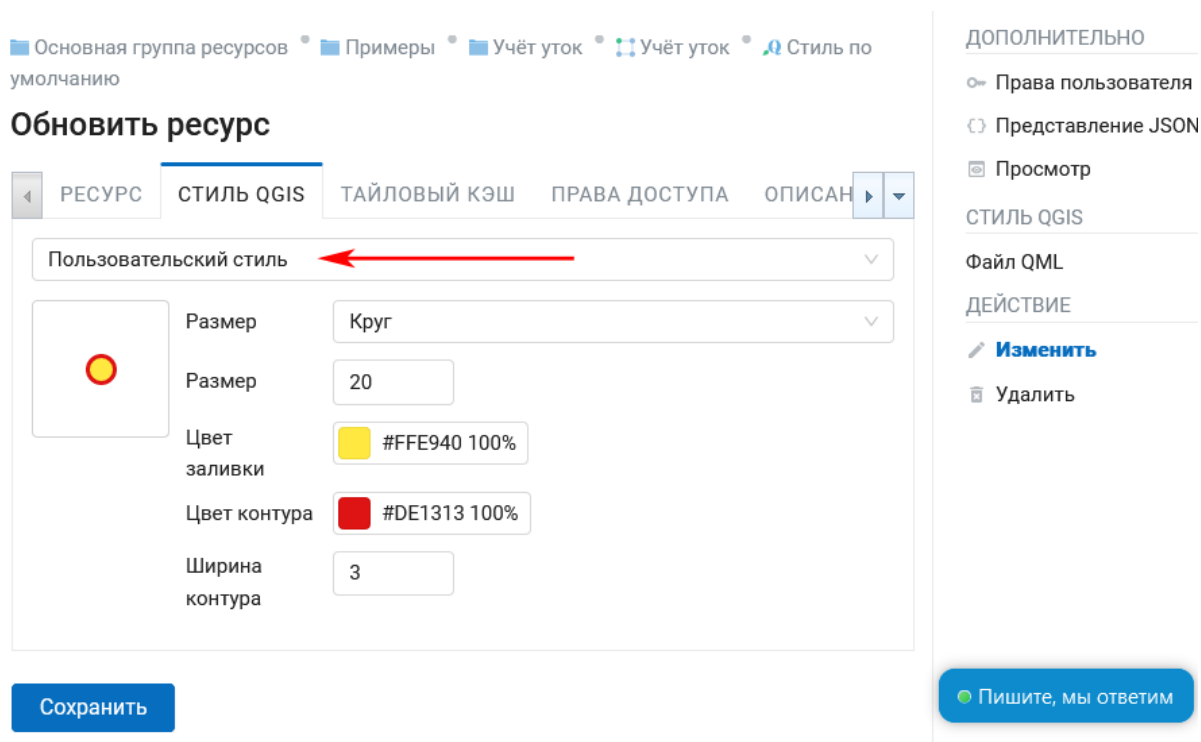 Основная группа ресурсов Примеры Учёт уток Учёт уток Стиль по
умолчанию
Обновить ресурс
РЕСУРС СТИЛЬ QGIS ТАЙЛОВЫЙ КЭШ ПРАВА ДОСТУПА ОПИСАН
Пользовательский стиль
Размер Круг
Размер 20
Цвет
заливки
#FFE940 100%
Цвет контура #DE1313 100%
Ширина
контура
3
Сохранить
ДОПОЛНИТЕЛЬНО
Права пользователя
Представление JSON
Просмотр
СТИЛЬ QGIS
Файл QML
ДЕЙСТВИЕ
Изменить
Удалить
Пишите, мы ответим